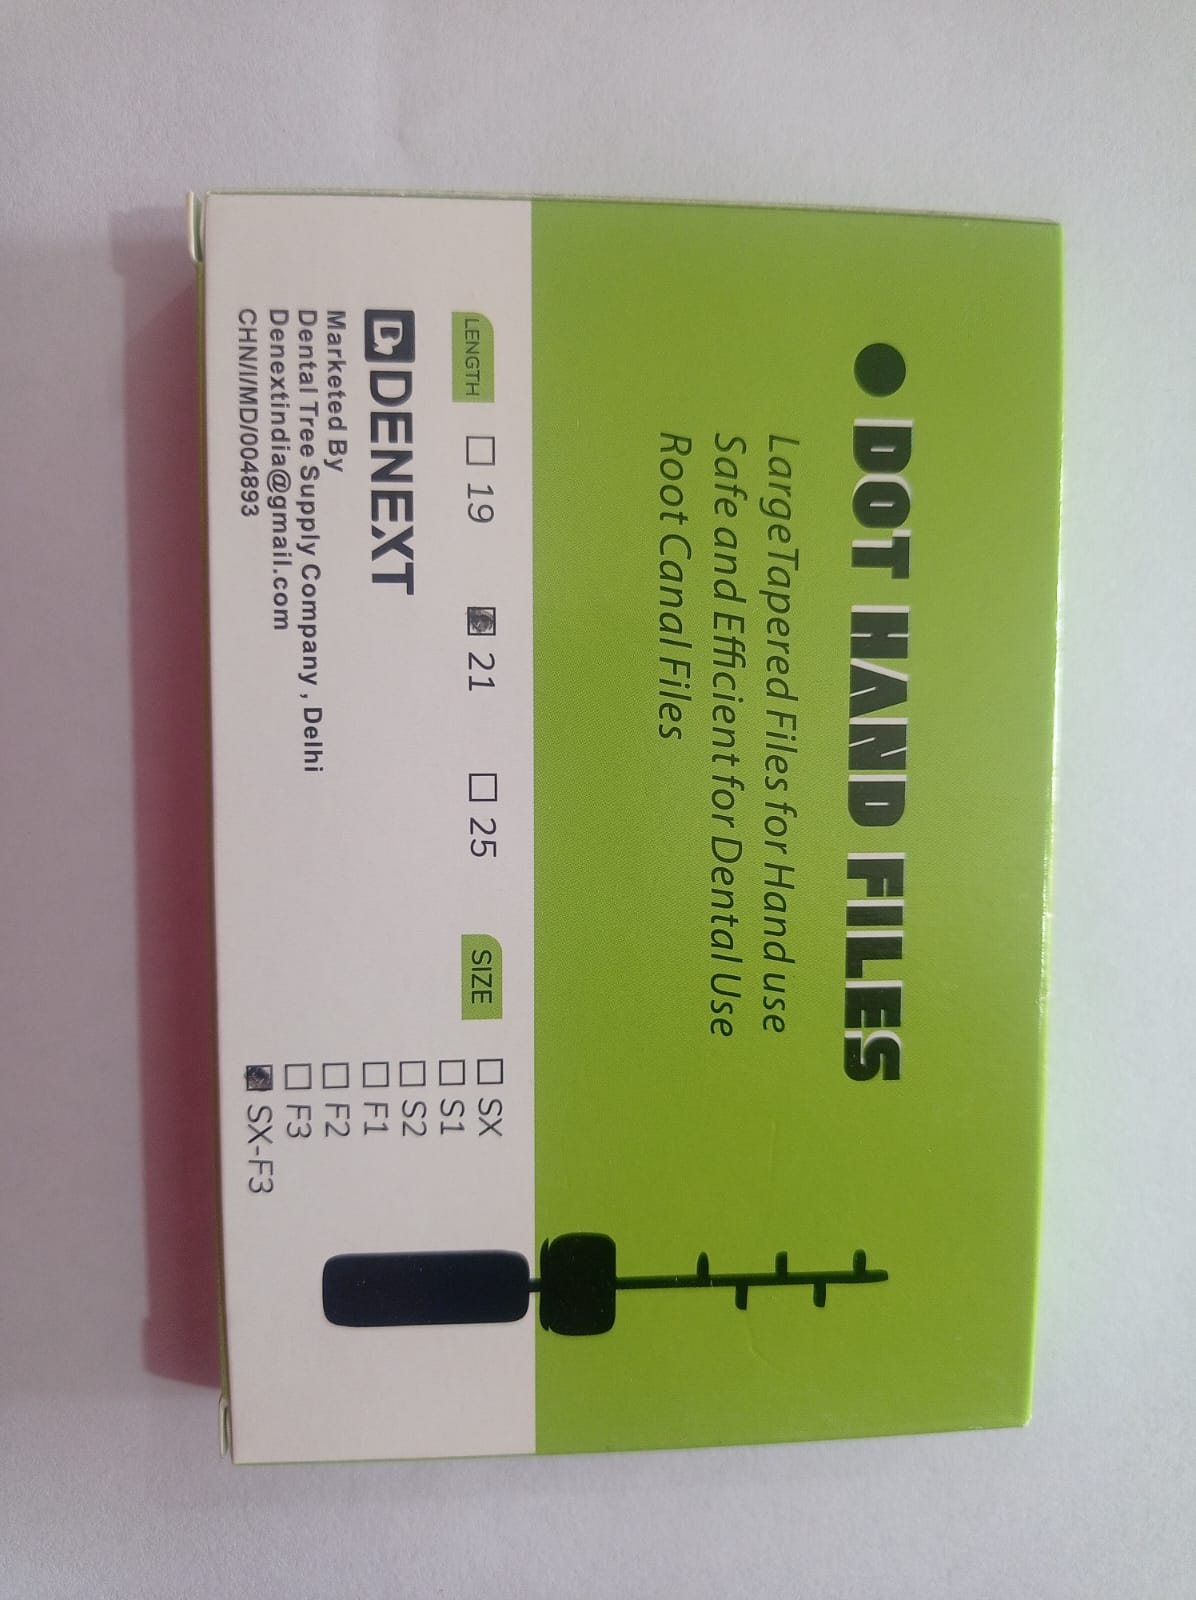 DOT HAND FILES
LargeTapered Files for Hand use
Safe and Efficient for Dental Use
Root Canal Files
LENGTH 19 21 25
SIZE
SX
S1
S2
F1
F2
F3
SX-F3
DENEXT
Marketed By
Dental Tree Supply Company , Delhi
Denextindia@gmail.com
CHN/I/MD/004893